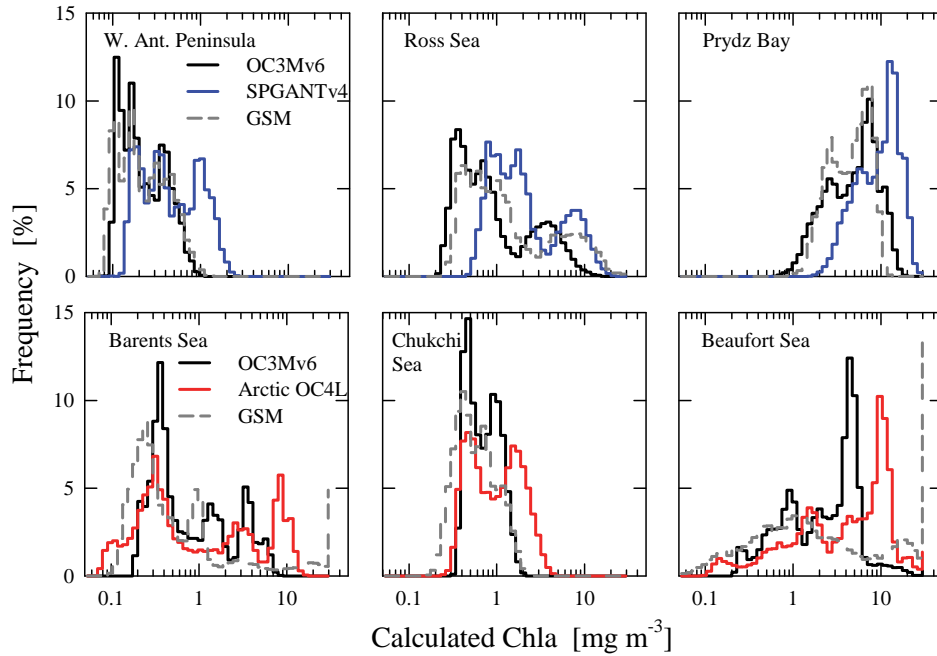 15
W. Ant. Peninsula
Ross Sea
Prydz Bay
OC3Mv6
SPGANTv4
GSM
10
5
0
Frequency [%]
15
Barents Sea
Chukchi
Sea
Beaufort Sea
OC3Mv6
Arctic OC4L
GSM
10
5
0
0.1 1 10
0.1 1 10
0.1 1 10
Calculated Chla [mg m-3]